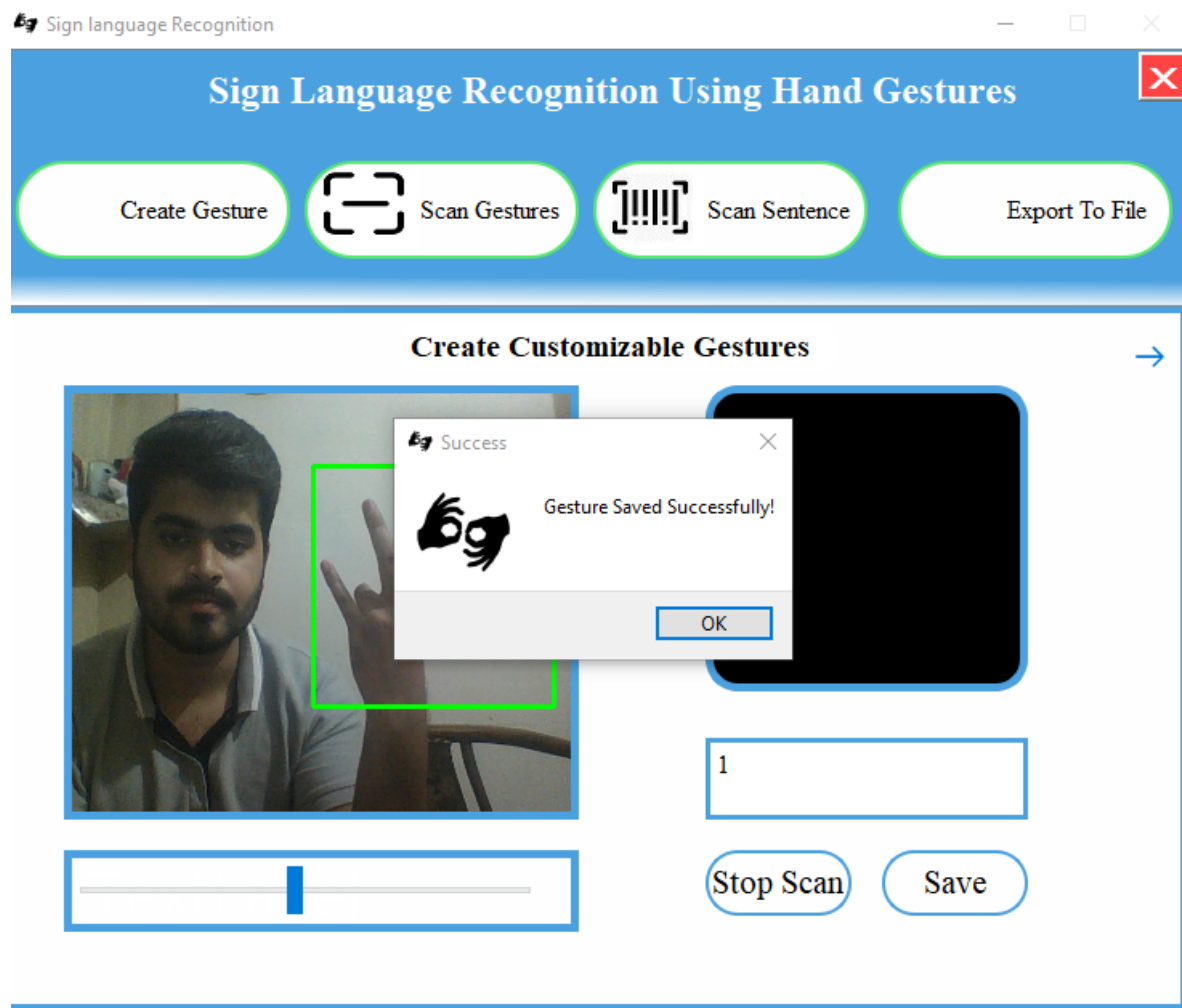 Sign language Recognition
Sign Language Recognition Using Hand Gestures
Create Gesture
Scan Gestures
Scan Sentence
Export To File
Create Customizable Gestures
Success
Gesture Saved Successfully!
OK
1
Stop Scan
Save